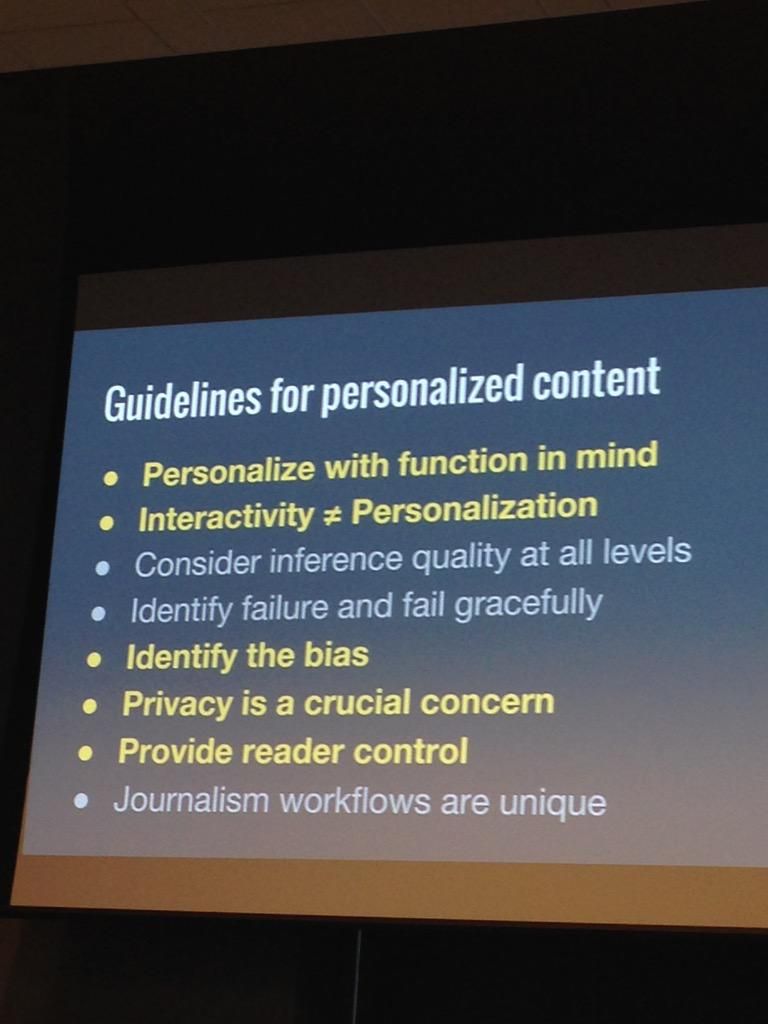 Guidelines for personalized content
• Personalize with function in mind
• Interactivity ≠ Personalization
• Consider inference quality at all levels
• Identify failure and fail gracefully
• Identify the bias
• Privacy is a crucial concern
• Provide reader control
• Journalism workflows are unique